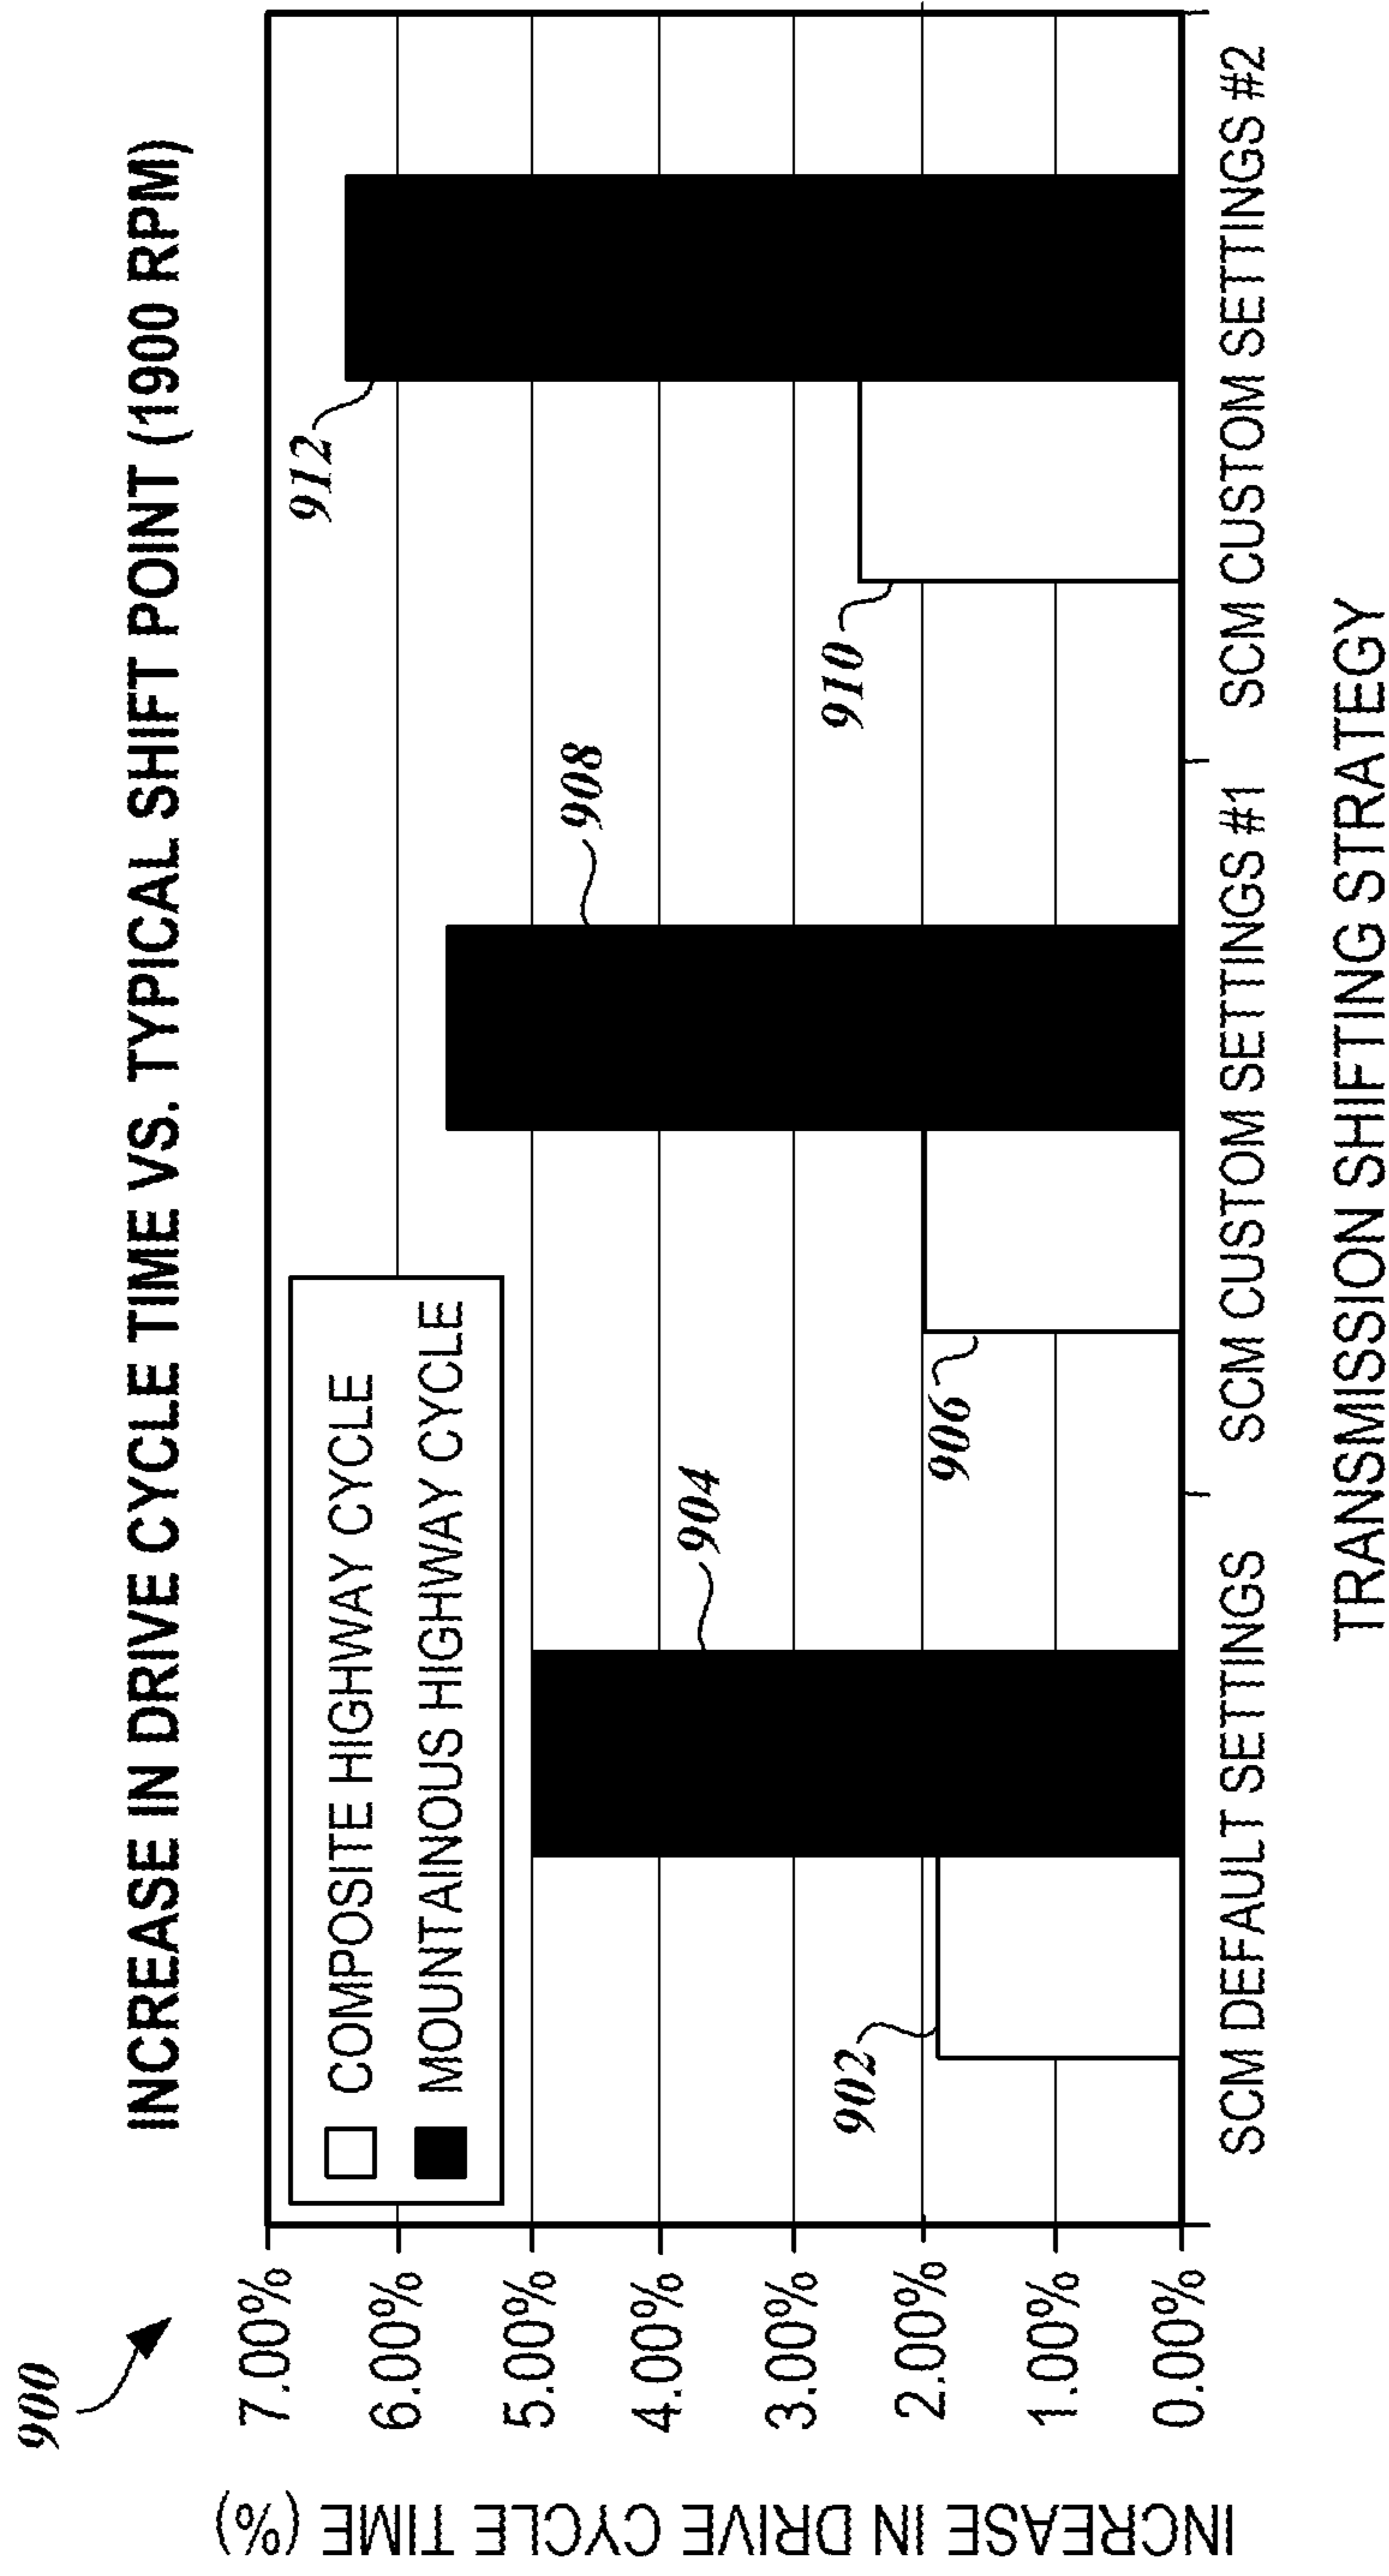 900
INCREASE IN DRIVE CYCLE TIME VS. TYPICAL SHIFT POINT (1900 RPM)
INCREASE IN DRIVE CYCLE TIME (%)
7.00%
6.00%
5.00%
4.00%
3.00%
2.00%
1.00%
0.00%
COMPOSITE HIGHWAY CYCLE
MOUNTAINOUS HIGHWAY CYCLE
902
904
906
908
910
912
SCM DEFAULT SETTINGS
SCM CUSTOM SETTINGS #1
SCM CUSTOM SETTINGS #2
TRANSMISSION SHIFTING STRATEGY